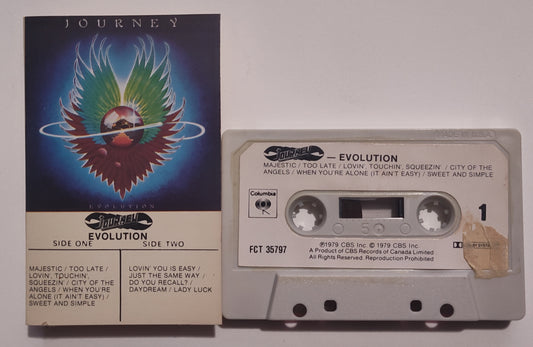 JOURNEY
EVOLUTION
JOURNEY
EVOLUTION
SIDE ONE
SIDE TWO
MAJESTIC / TOO LATE /
LOVIN', TOUCHIN',
SQUEEZIN' / CITY OF THE
ANGELS / WHEN YOU'RE
ALONE (IT AIN'T EASY) /
SWEET AND SIMPLE
LOVIN' YOU IS EASY /
JUST THE SAME WAY /
DO YOU RECALL? /
DAYDREAM / LADY LUCK
MADE IN U.S.A.
JOURNEY — EVOLUTION
MAJESTIC / TOO LATE / LOVIN', TOUCHIN', SQUEEZIN' / CITY OF THE
ANGELS / WHEN YOU'RE ALONE (IT AIN'T EASY) / SWEET AND SIMPLE
Columbia
50
1
FCT 35797
℗1979 CBS Inc. © 1979 CBS Inc.
A Product of CBS Records of Canada Limited
All Rights Reserved. Reproduction Prohibited
DOLBY SYSTEM